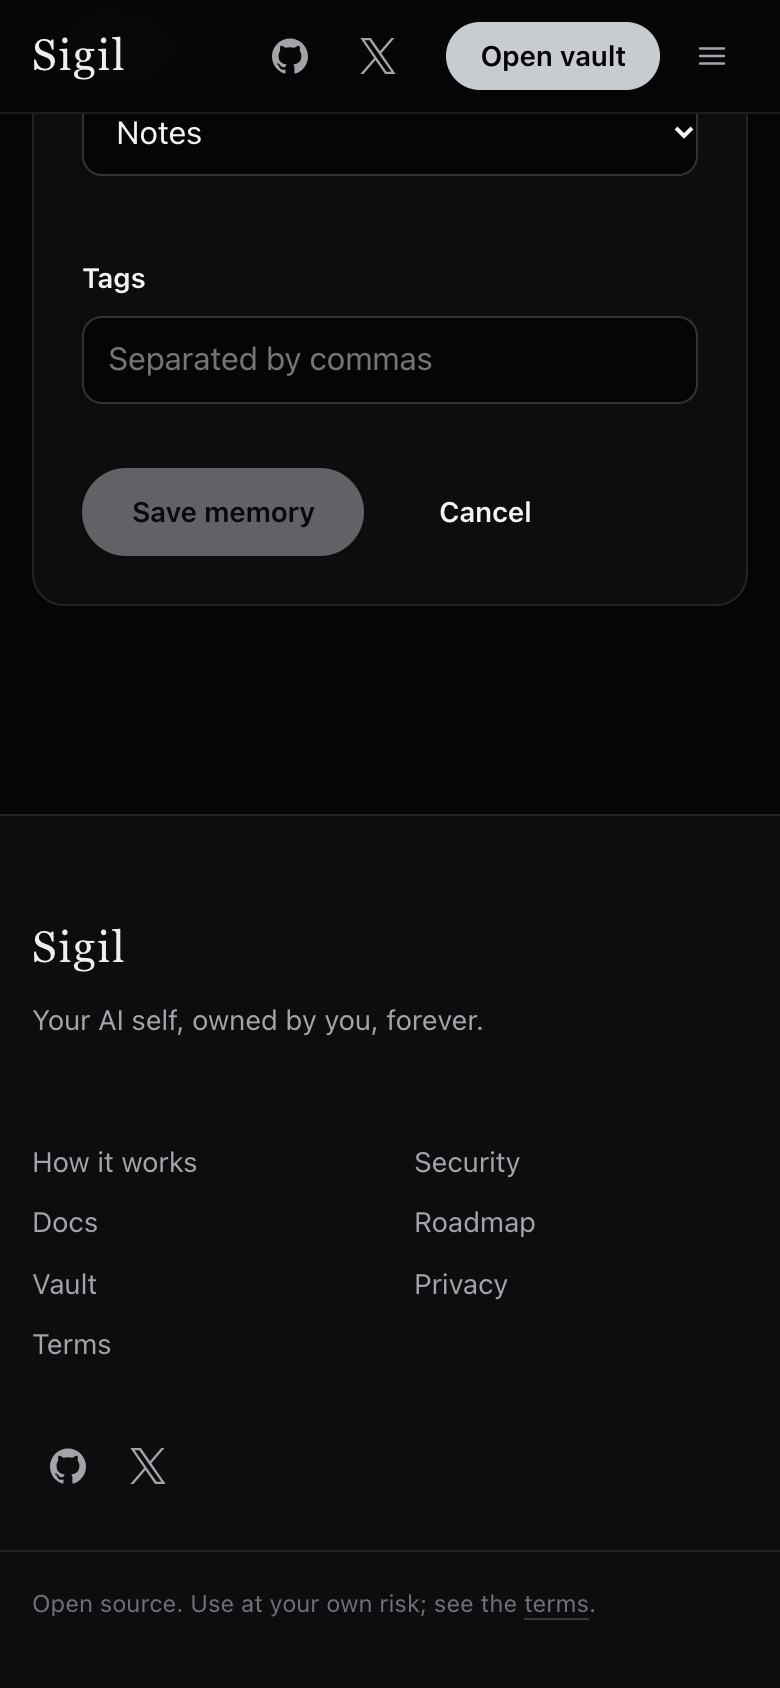 Sigil
Open vault
Notes
Tags
Separated by commas
Save memory
Cancel
Sigil
Your AI self, owned by you, forever.
How it works
Security
Docs
Roadmap
Vault
Privacy
Terms
Open source. Use at your own risk; see the terms.